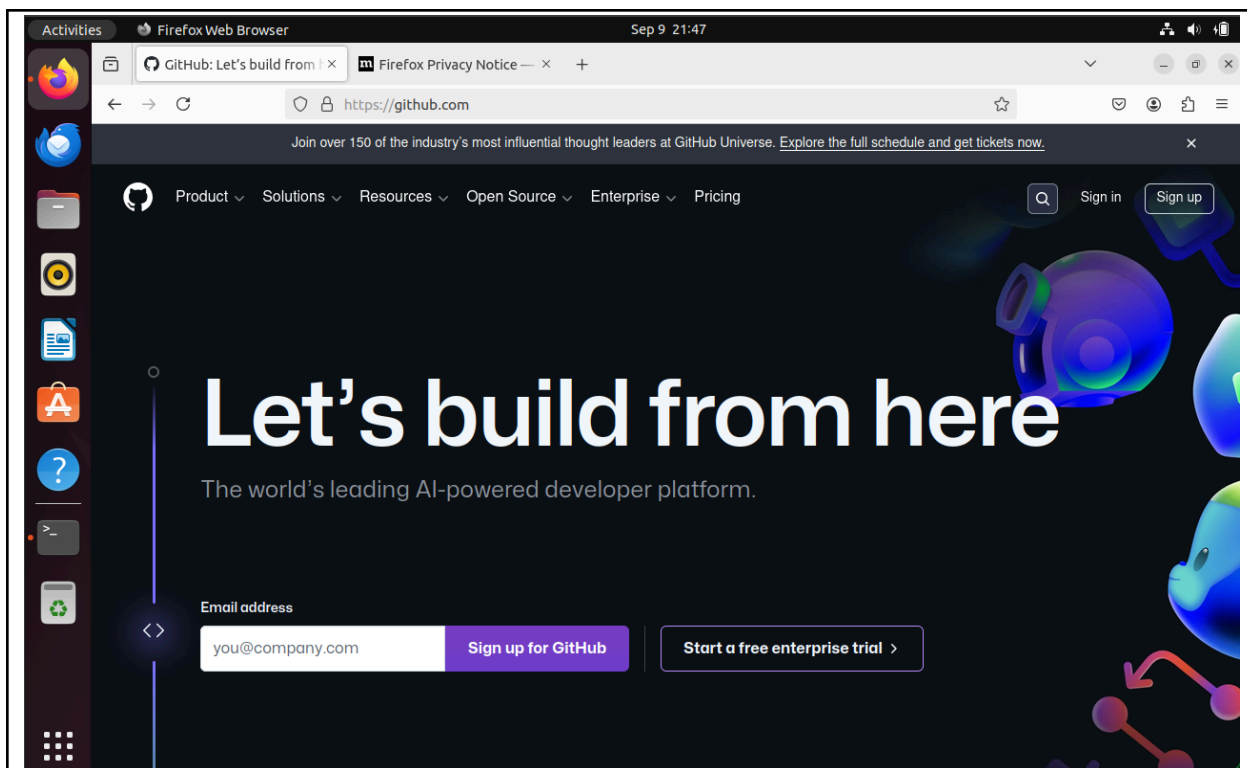 Activities Firefox Web Browser Sep 9 21:47
GitHub: Let's build from h Firefox Privacy Notice —
https://github.com
Join over 150 of the industry's most influential thought leaders at GitHub Universe. Explore the full schedule and get tickets now.
Product Solutions Resources Open Source Enterprise Pricing Sign in Sign up
Let's build from here
The world's leading AI-powered developer platform.
Email address
you@company.com Sign up for GitHub Start a free enterprise trial